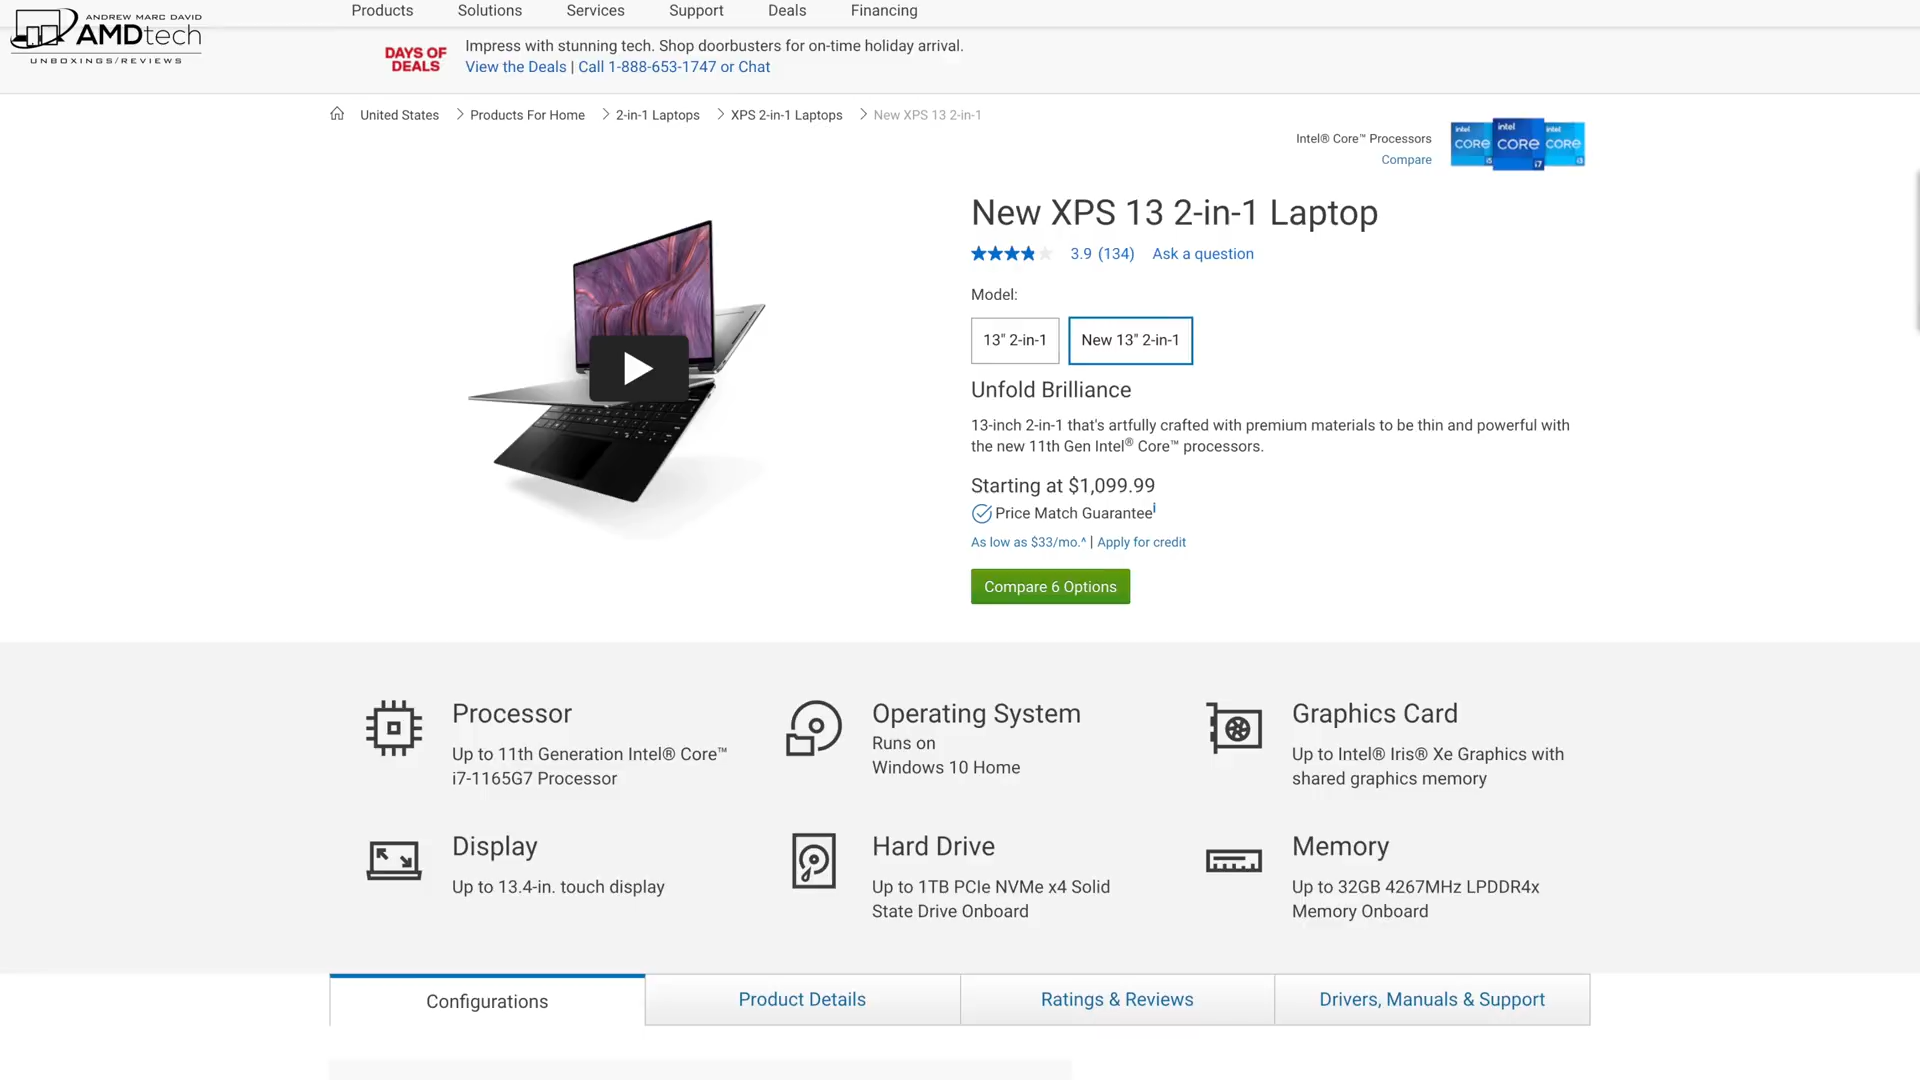 ANDREW MARC DAVID
AMDtech
UNBOXINGS/REVIEWS
Products Solutions Services Support Deals Financing
DAYS OF
DEALS
Impress with stunning tech. Shop doorbusters for on-time holiday arrival.
View the Deals | Call 1-888-653-1747 or Chat
United States > Products For Home > 2-in-1 Laptops > XPS 2-in-1 Laptops > New XPS 13 2-in-1
Intel® Core™ Processors
Compare
intel CORE i5
intel CORE i7
intel CORE i3
New XPS 13 2-in-1 Laptop
3.9 (134) Ask a question
Model:
13" 2-in-1
New 13" 2-in-1
Unfold Brilliance
13-inch 2-in-1 that's artfully crafted with premium materials to be thin and powerful with
the new 11th Gen Intel® Core™ processors.
Starting at $1,099.99
Price Match Guarantee i
As low as $33/mo.^ | Apply for credit
Compare 6 Options
Processor
Up to 11th Generation Intel® Core™
i7-1165G7 Processor
Operating System
Runs on
Windows 10 Home
Graphics Card
Up to Intel® Iris® Xe Graphics with
shared graphics memory
Display
Up to 13.4-in. touch display
Hard Drive
Up to 1TB PCIe NVMe x4 Solid
State Drive Onboard
Memory
Up to 32GB 4267MHz LPDDR4x
Memory Onboard
Configurations
Product Details
Ratings & Reviews
Drivers, Manuals & Support